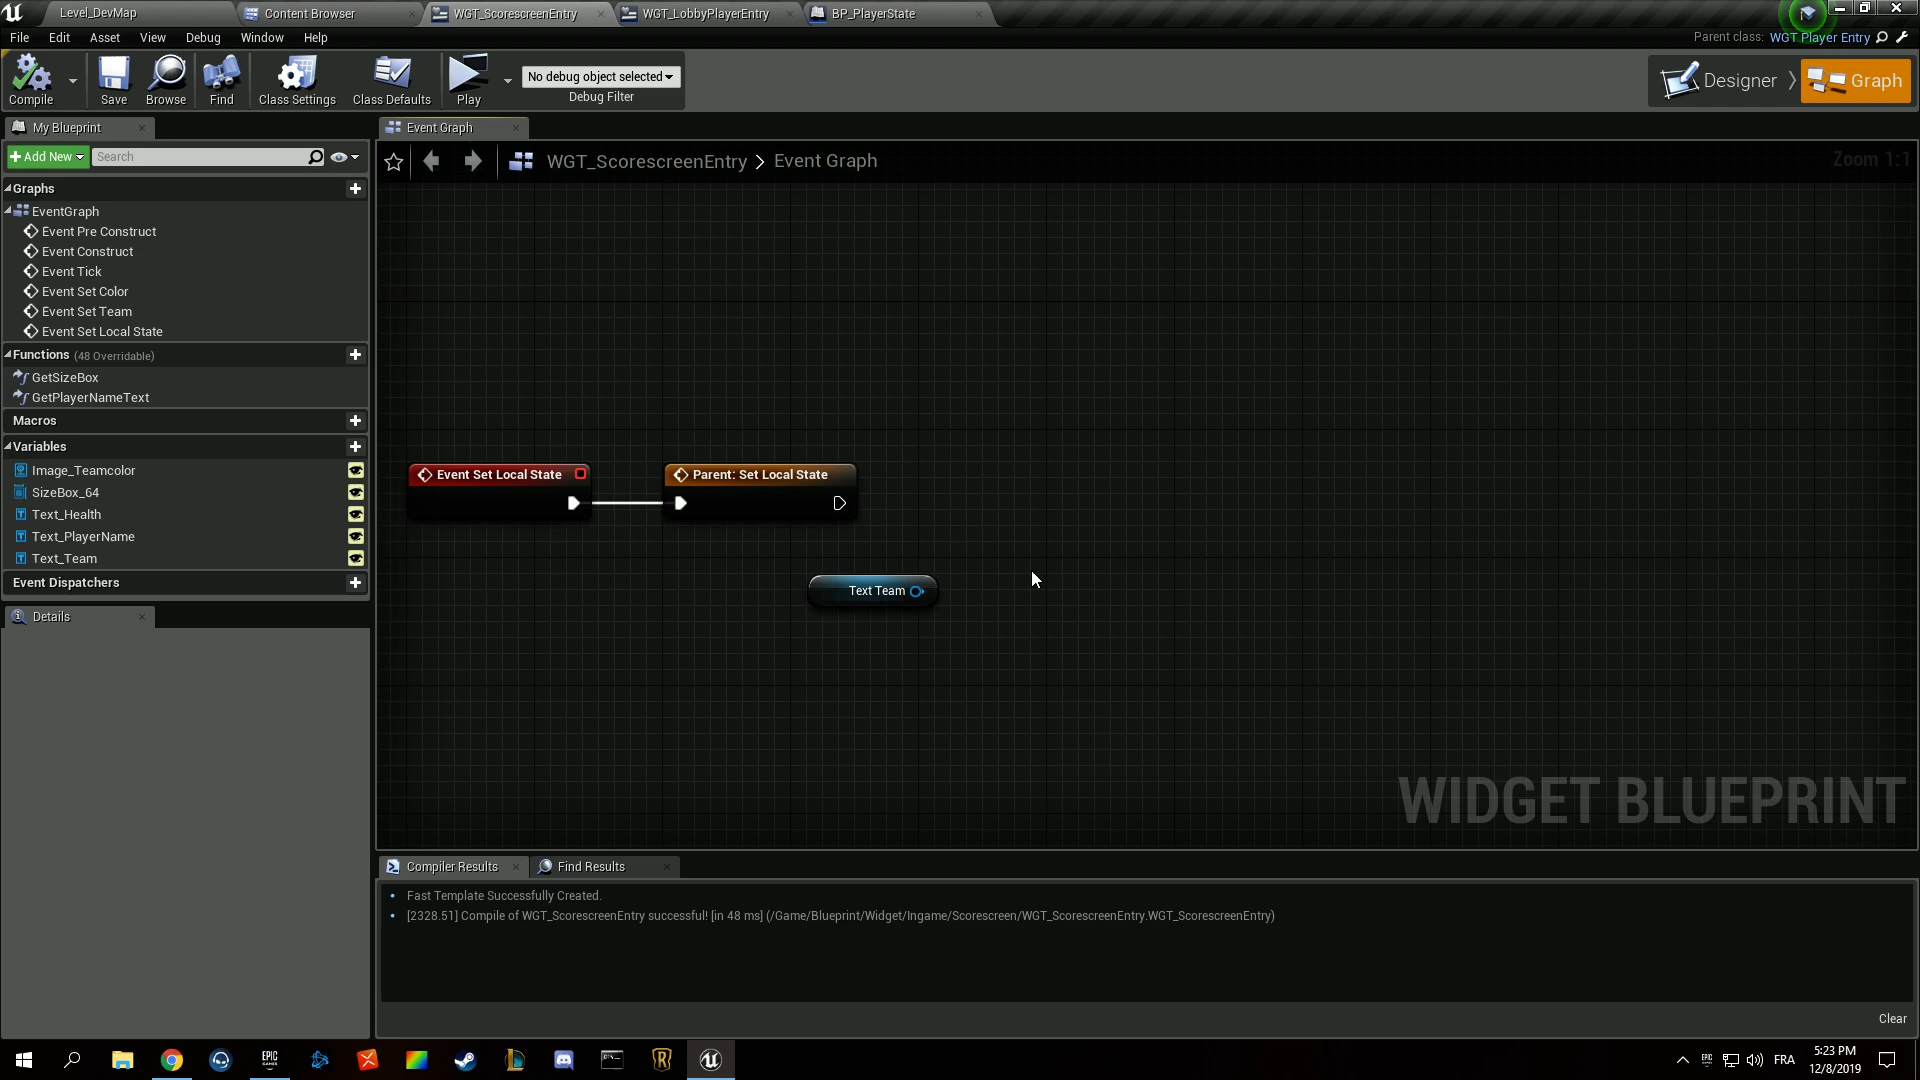 Level_DevMap
Content Browser
WGT_ScorescreenEntry
WGT_LobbyPlayerEntry
BP_PlayerState
File Edit Asset View Debug Window Help
Parent class: WGT Player Entry
Compile
Save
Browse
Find
Class Settings
Class Defaults
Play
No debug object selected
Debug Filter
Designer
Graph
My Blueprint
Event Graph
Add New
Search
WGT_ScorescreenEntry > Event Graph
Zoom 1:1
Graphs
EventGraph
Event Pre Construct
Event Construct
Event Tick
Event Set Color
Event Set Team
Event Set Local State
Functions (48 Overridable)
GetSizeBox
GetPlayerNameText
Macros
Variables
Image_Teamcolor
SizeBox_64
Text_Health
Text_PlayerName
Text_Team
Event Dispatchers
Details
Event Set Local State
Parent: Set Local State
Text Team
WIDGET BLUEPRINT
Compiler Results
Find Results
Fast Template Successfully Created.
[2328.51] Compile of WGT_ScorescreenEntry successful! [in 48 ms] (/Game/Blueprint/Widget/Ingame/Scorescreen/WGT_ScorescreenEntry.WGT_ScorescreenEntry)
Clear
EPIC GAMES
FRA
5:23 PM
12/8/2019